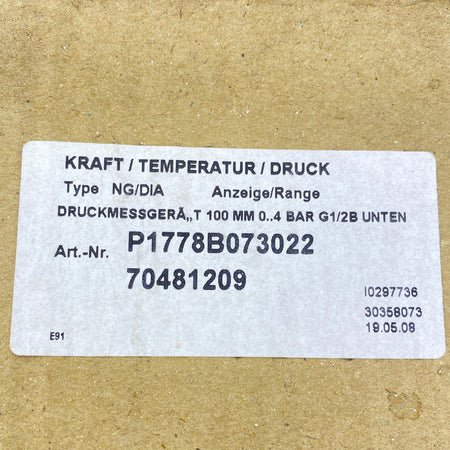 KRAFT / TEMPERATUR / DRUCK
Type NG/DIA Anzeige/Range
DRUCKMESSGERÄ„T 100 MM 0..4 BAR G1/2B UNTEN
Art.-Nr. P1778B073022
70481209
I0297736
30358073
E91 19.05.08